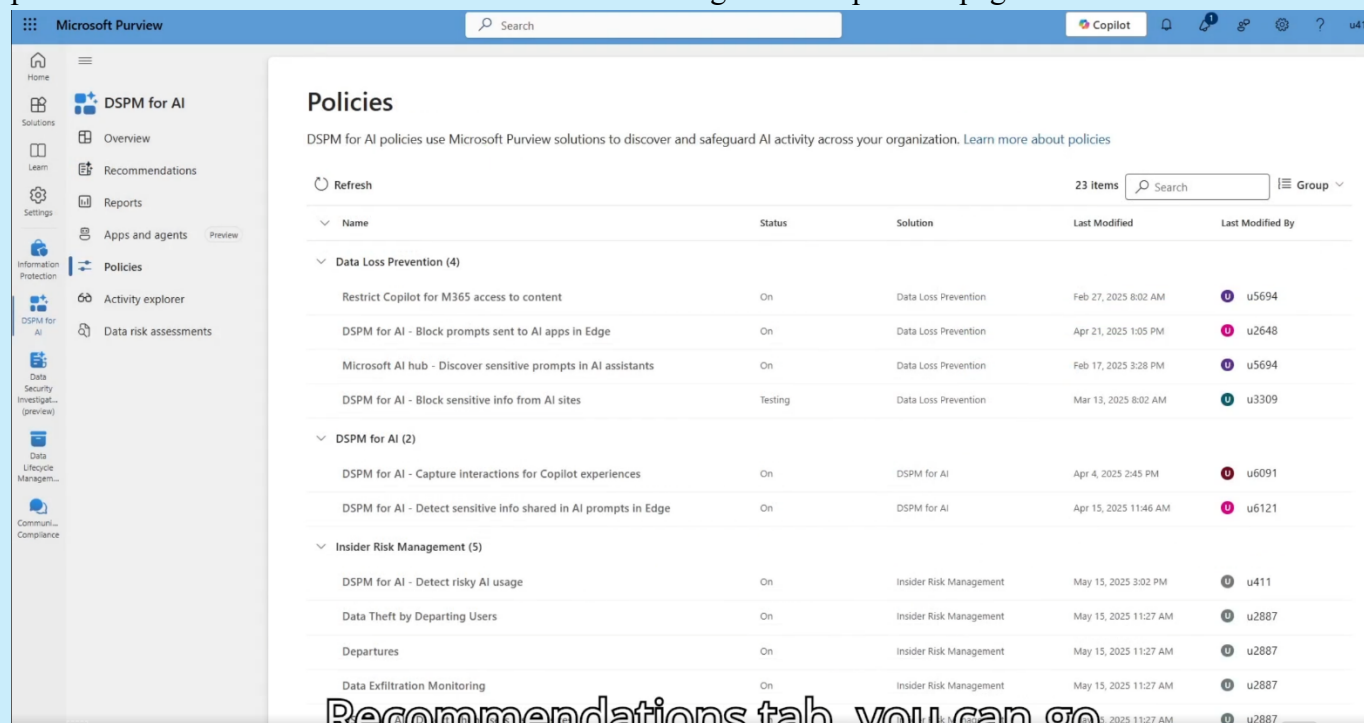 Microsoft Purview
Search
Copilot
1
?
Home
Solutions
Learn
Settings
Information Protection
DSPM for AI
Data Security Investigat... (preview)
Data Lifecycle Managem...
Communi... Compliance
DSPM for AI
Overview
Recommendations
Reports
Apps and agents Preview
Policies
Activity explorer
Data risk assessments
Policies
DSPM for AI policies use Microsoft Purview solutions to discover and safeguard AI activity across your organization. Learn more about policies
Refresh 23 items Search Group
Name Status Solution Last Modified Last Modified By
Data Loss Prevention (4)
Restrict Copilot for M365 access to content On Data Loss Prevention Feb 27, 2025 8:02 AM U u5694
DSPM for AI - Block prompts sent to AI apps in Edge On Data Loss Prevention Apr 21, 2025 1:05 PM U u2648
Microsoft AI hub - Discover sensitive prompts in AI assistants On Data Loss Prevention Feb 17, 2025 3:28 PM U u5694
DSPM for AI - Block sensitive info from AI sites Testing Data Loss Prevention Mar 13, 2025 8:02 AM U u3309
DSPM for AI (2)
DSPM for AI - Capture interactions for Copilot experiences On DSPM for AI Apr 4, 2025 2:45 PM U u6091
DSPM for AI - Detect sensitive info shared in AI prompts in Edge On DSPM for AI Apr 15, 2025 11:46 AM U u6121
Insider Risk Management (5)
DSPM for AI - Detect risky AI usage On Insider Risk Management May 15, 2025 3:02 PM U u411
Data Theft by Departing Users On Insider Risk Management May 15, 2025 11:27 AM U u2887
Departures On Insider Risk Management May 15, 2025 11:27 AM U u2887
Data Exfiltration Monitoring On Insider Risk Management May 15, 2025 11:27 AM U u2887
2025 11:27 AM U u2887
Recommendations tab, you can go